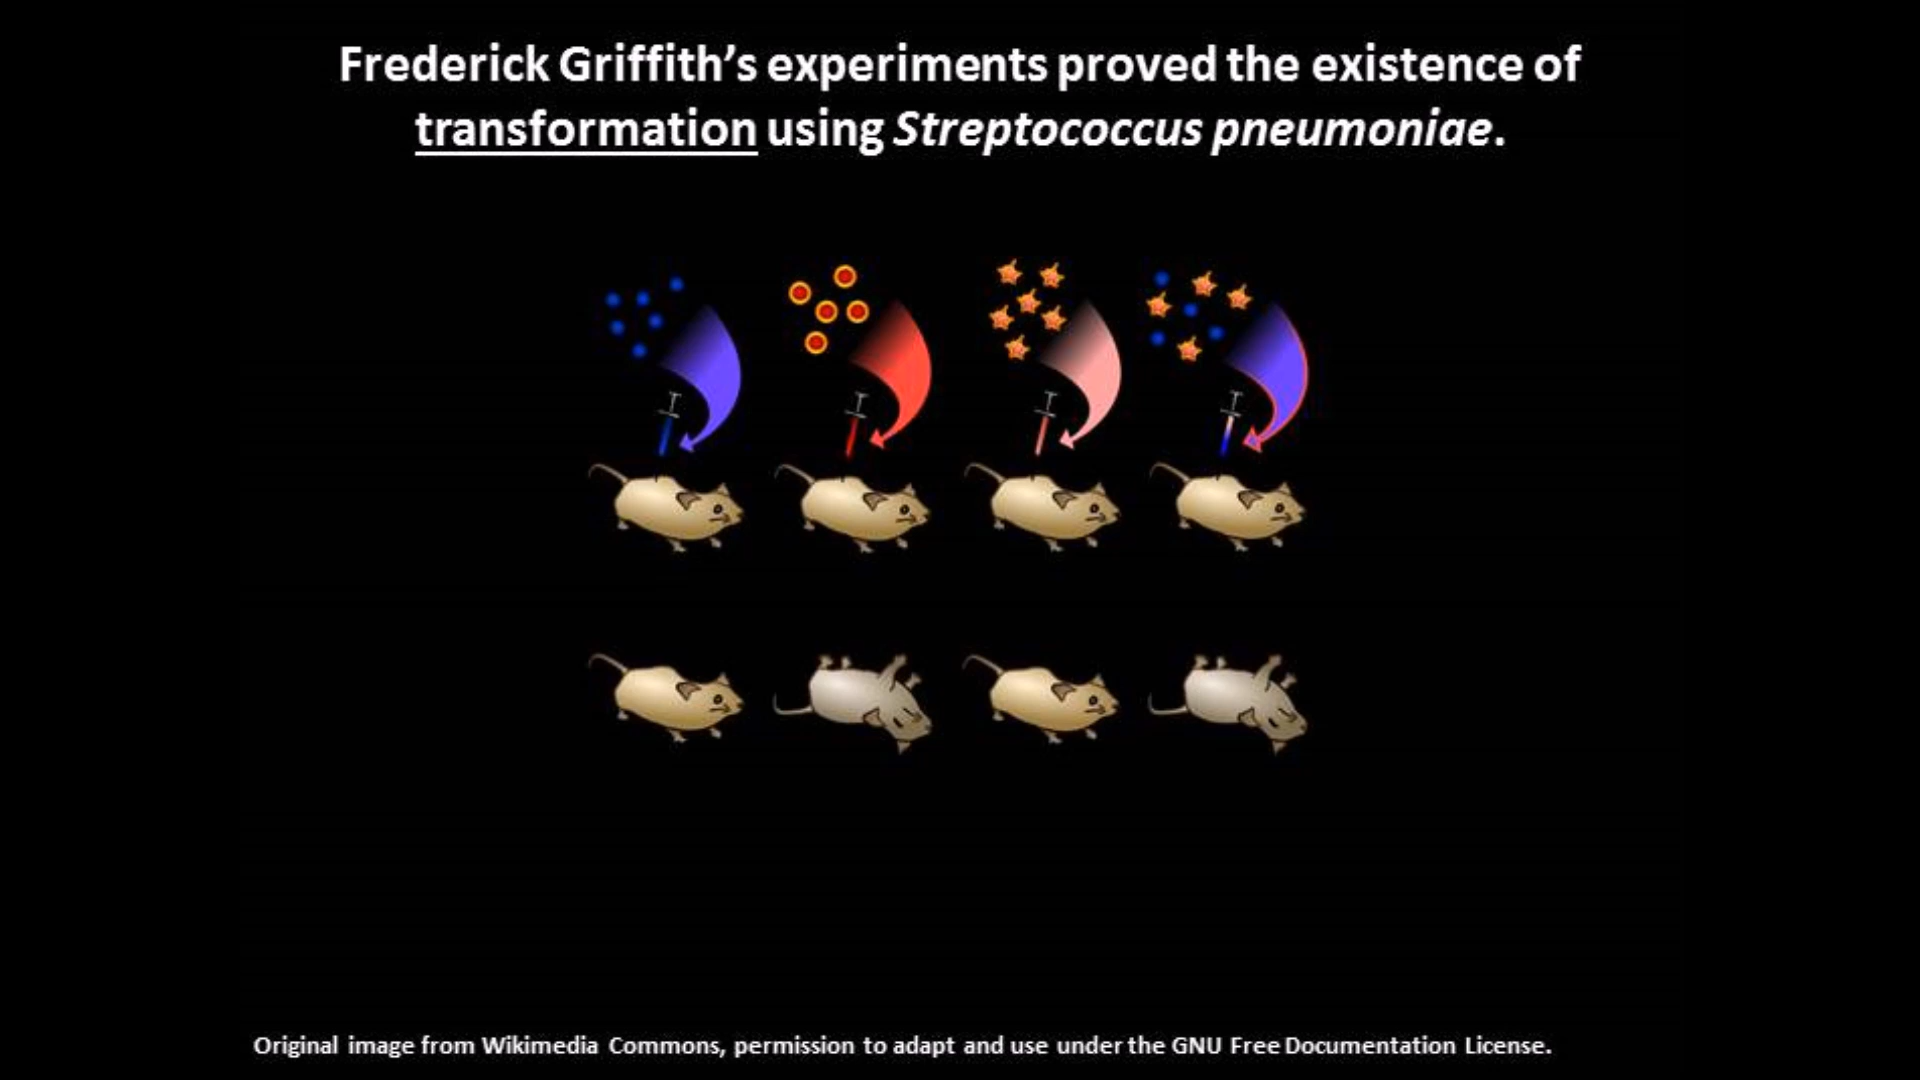 Frederick Griffith’s experiments proved the existence of
transformation using Streptococcus pneumoniae.
Original image from Wikimedia Commons, permission to adapt and use under the GNU Free Documentation License.